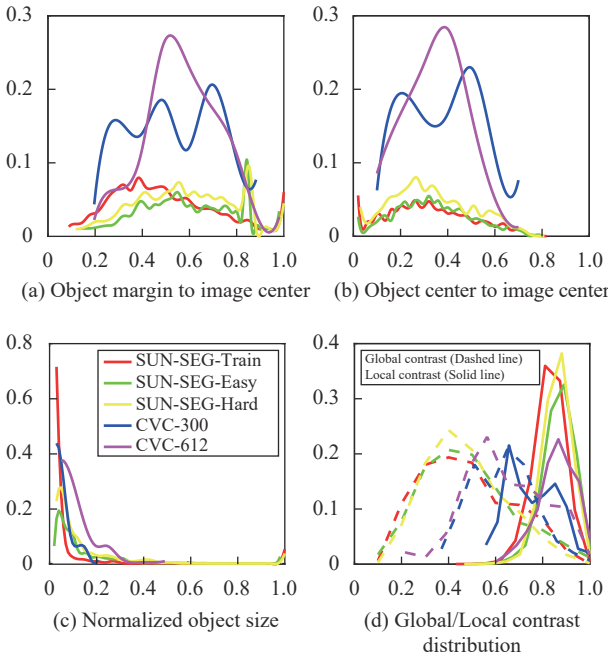 0.3
0.2
0.1
0
0 0.2 0.4 0.6 0.8 1.0
(a) Object margin to image center
0.3
0.2
0.1
0
0 0.2 0.4 0.6 0.8 1.0
(b) Object center to image center
0.8
0.6
0.4
0.2
0
0 0.2 0.4 0.6 0.8 1.0
SUN-SEG-Train
SUN-SEG-Easy
SUN-SEG-Hard
CVC-300
CVC-612
(c) Normalized object size
0.4
0.3
0.2
0.1
0
0 0.2 0.4 0.6 0.8 1.0
Global contrast (Dashed line)
Local contrast (Solid line)
(d) Global/Local contrast
distribution